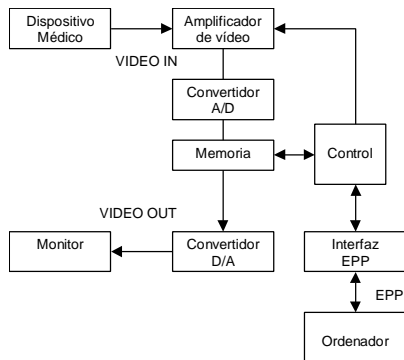 Dispositivo
Médico
Amplificador
de vídeo
VIDEO IN
Convertidor
A/D
Memoria
Control
VIDEO OUT
Monitor
Convertidor
D/A
Interfaz
EPP
EPP
Ordenador